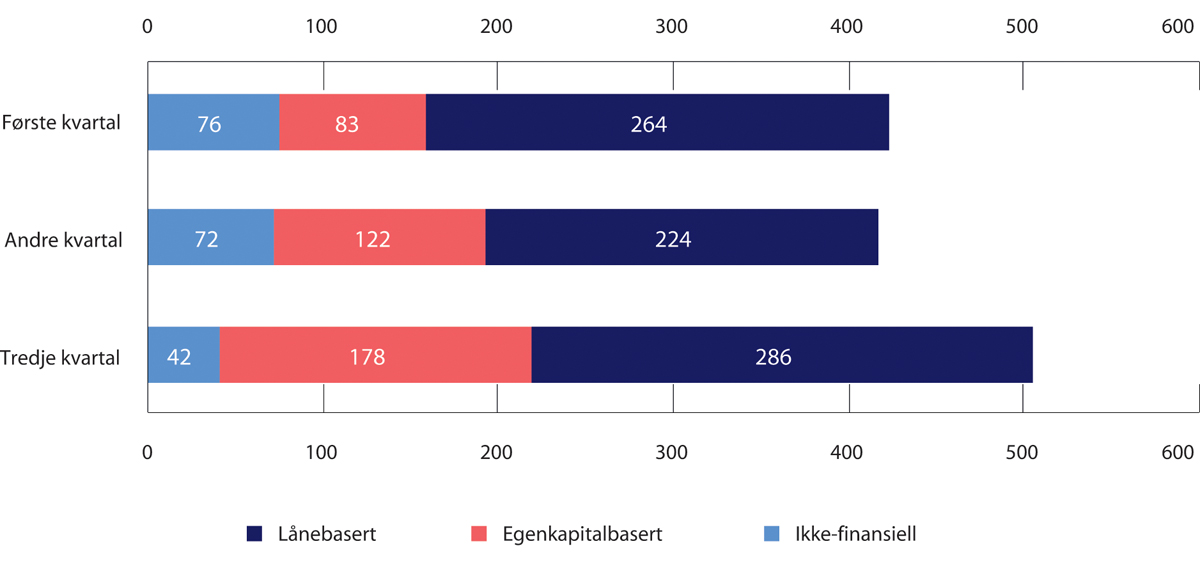 0 100 200 300 400 500 600
Første kvartal 76 83 264
Andre kvartal 72 122 224
Tredje kvartal 42 178 286
0 100 200 300 400 500 600
Lånebasert Egenkapitalbasert Ikke-finansiell